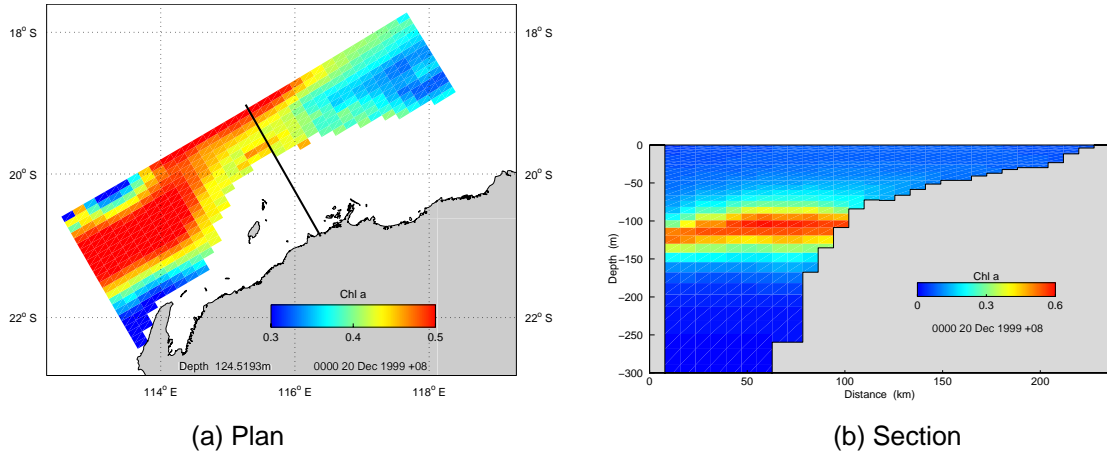 18° S
18° S
20° S
20° S
22° S
22° S
Chl a
0.3
0.4
0.5
Depth 124.5193m
0000 20 Dec 1999 +08
114° E
116° E
118° E
(a) Plan
0
−50
−100
−150
−200
−250
−300
Depth (m)
Chl a
0
0.3
0.6
0000 20 Dec 1999 +08
0
50
100
150
200
Distance (km)
(b) Section